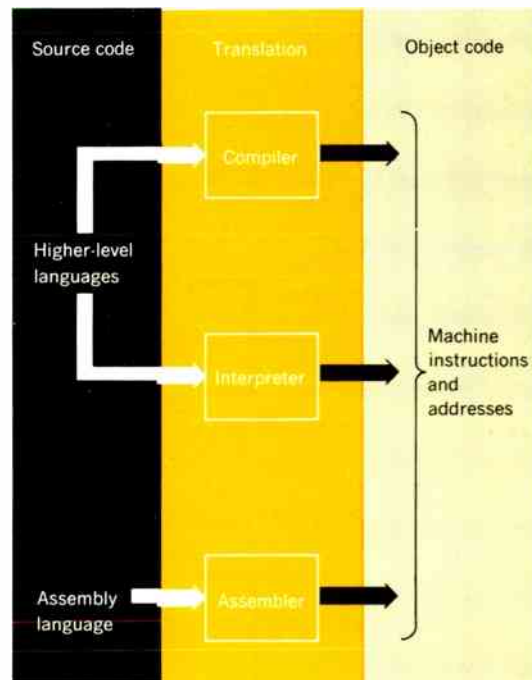 Source code
Translation
Object code
Compiler
Higher-level
languages
Interpreter
Machine
instructions
and
addresses
Assembly
language
Assembler